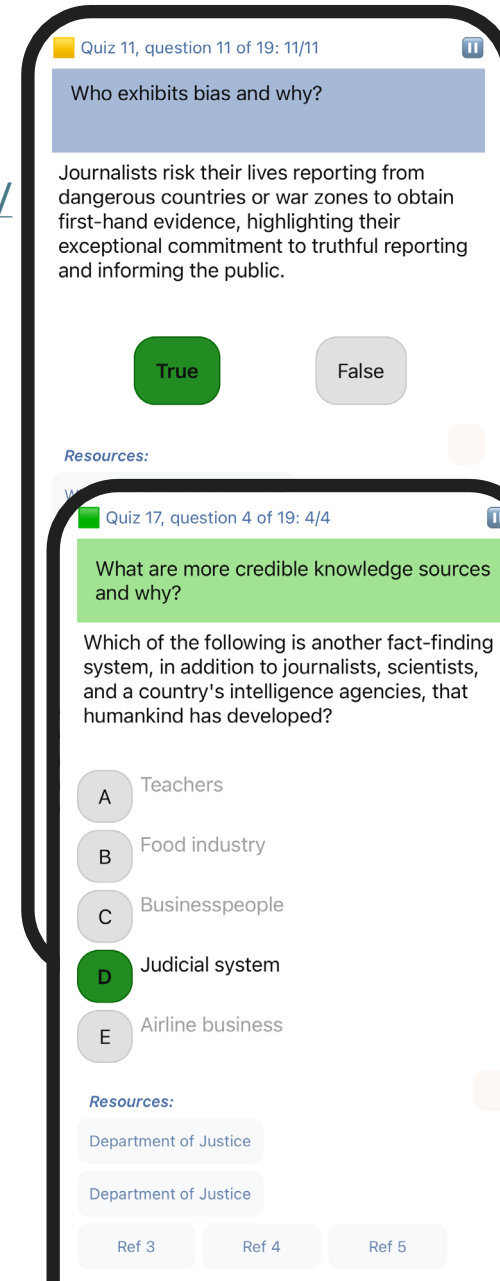 /
Quiz 11, question 11 of 19: 11/11
Who exhibits bias and why?
Journalists risk their lives reporting from
dangerous countries or war zones to obtain
first-hand evidence, highlighting their
exceptional commitment to truthful reporting
and informing the public.
True
False
Resources:
Quiz 17, question 4 of 19: 4/4
What are more credible knowledge sources
and why?
Which of the following is another fact-finding
system, in addition to journalists, scientists,
and a country's intelligence agencies, that
humankind has developed?
A Teachers
B Food industry
C Businesspeople
D Judicial system
E Airline business
Resources:
Department of Justice
Department of Justice
Ref 3 Ref 4 Ref 5